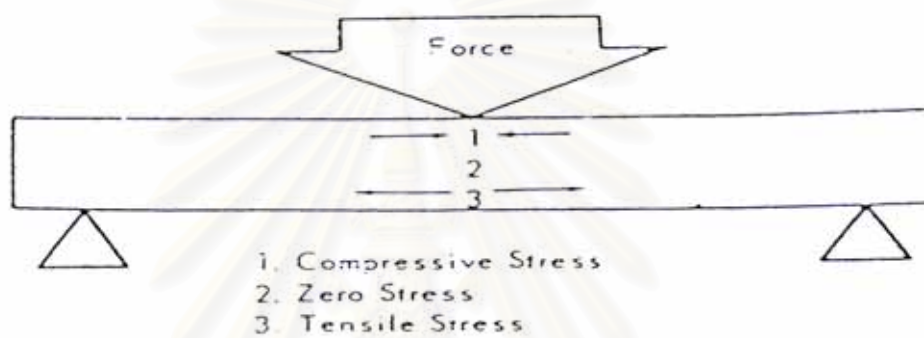 Force
1
2
3
1. Compressive Stress
2. Zero Stress
3. Tensile Stress